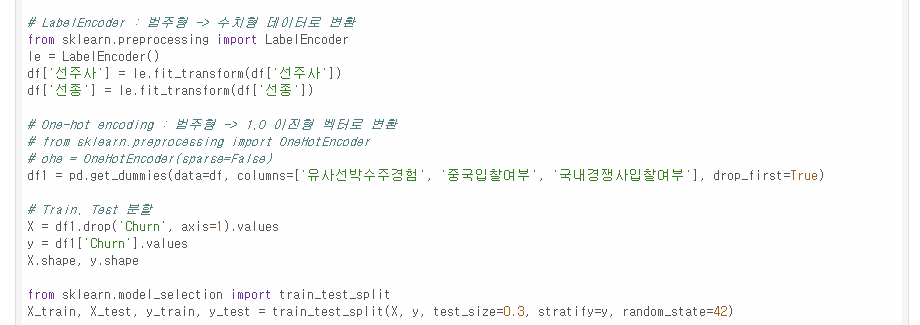 # LabelEncoder : 범주형 -> 수치형 데이터로 변환
from sklearn.preprocessing import LabelEncoder
le = LabelEncoder()
df['선주사'] = le.fit_transform(df['선주사'])
df['선종'] = le.fit_transform(df['선종'])
# One-hot encoding : 범주형 -> 1,0 이진형 벡터로 변환
# from sklearn.preprocessing import OneHotEncoder
# ohe = OneHotEncoder(sparse=False)
df1 = pd.get_dummies(data=df, columns=['유사선박수주경험', '중국입찰여부', '국내경쟁사입찰여부'], drop_first=True)
# Train, Test 분할
X = df1.drop('Churn', axis=1).values
y = df1['Churn'].values
X.shape, y.shape
from sklearn.model_selection import train_test_split
X_train, X_test, y_train, y_test = train_test_split(X, y, test_size=0.3, stratify=y, random_state=42)